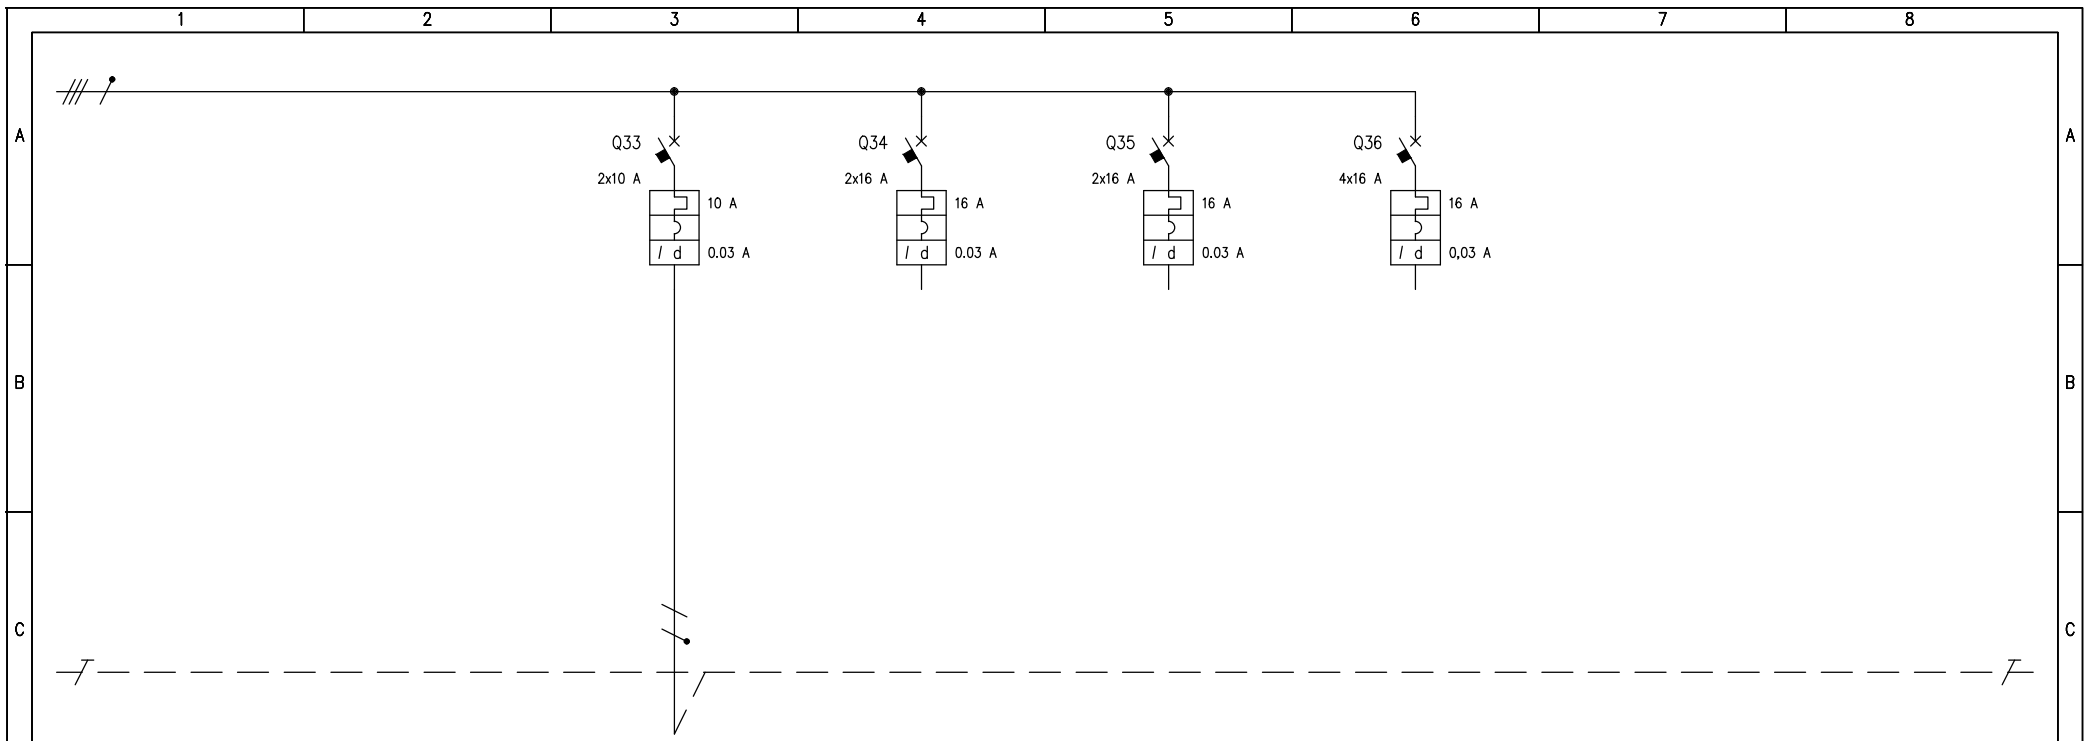 1 2 3 4 5 6 7 8
A A
Q33 Q34 Q35 Q36
2x10 A 2x16 A 2x16 A 4x16 A
10 A 16 A 16 A 16 A
I d 0.03 A I d 0.03 A I d 0.03 A I d 0,03 A
B B
C C